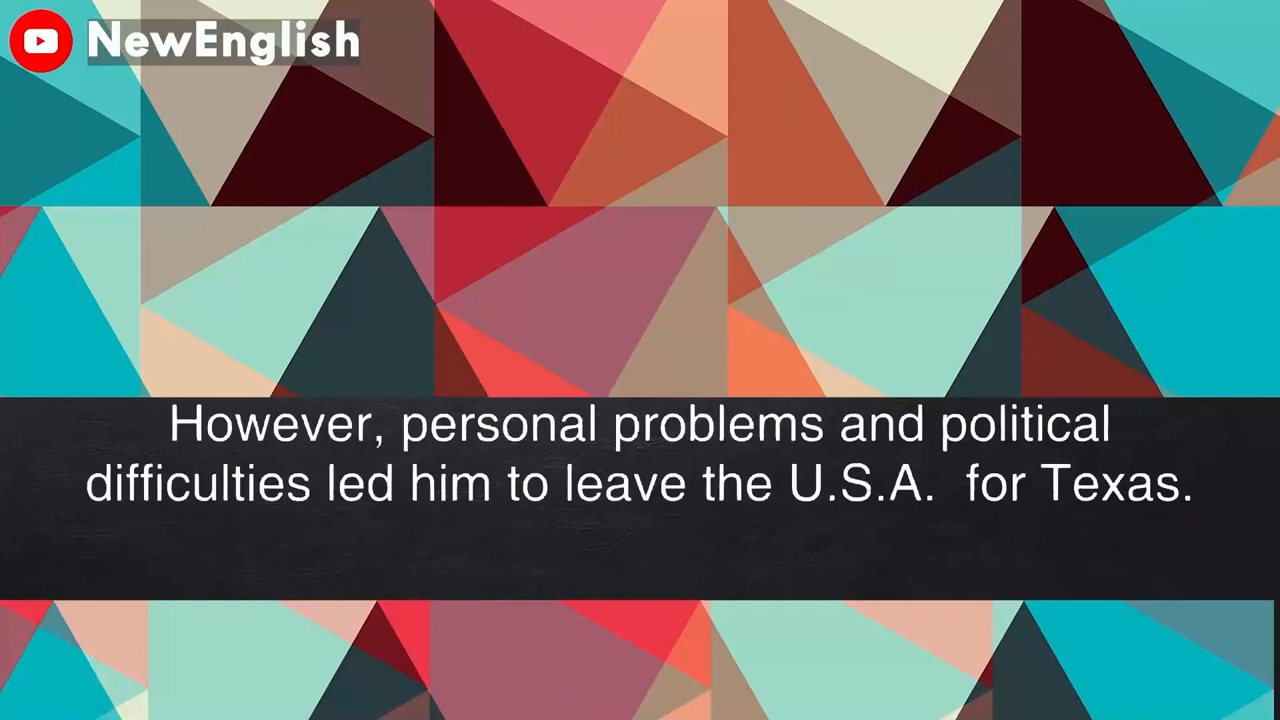 NewEnglish
However, personal problems and political
difficulties led him to leave the U.S.A.  for Texas.